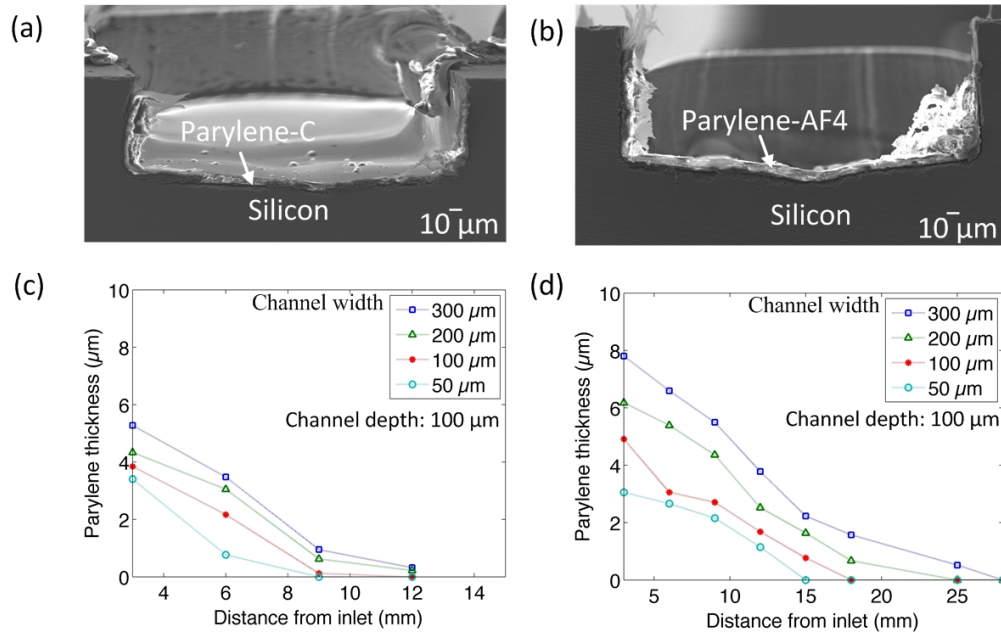 (a)
Parylene-C
Silicon
10 μm
(b)
Parylene-AF4
Silicon
10 μm
(c)
Channel width
300 μm
200 μm
100 μm
50 μm
Channel depth: 100 μm
Parylene thickness (μm)
10
8
6
4
2
0
4 6 8 10 12 14
Distance from inlet (mm)
(d)
Channel width
300 μm
200 μm
100 μm
50 μm
Channel depth: 100 μm
Parylene thickness (μm)
10
8
6
4
2
0
5 10 15 20 25
Distance from inlet (mm)